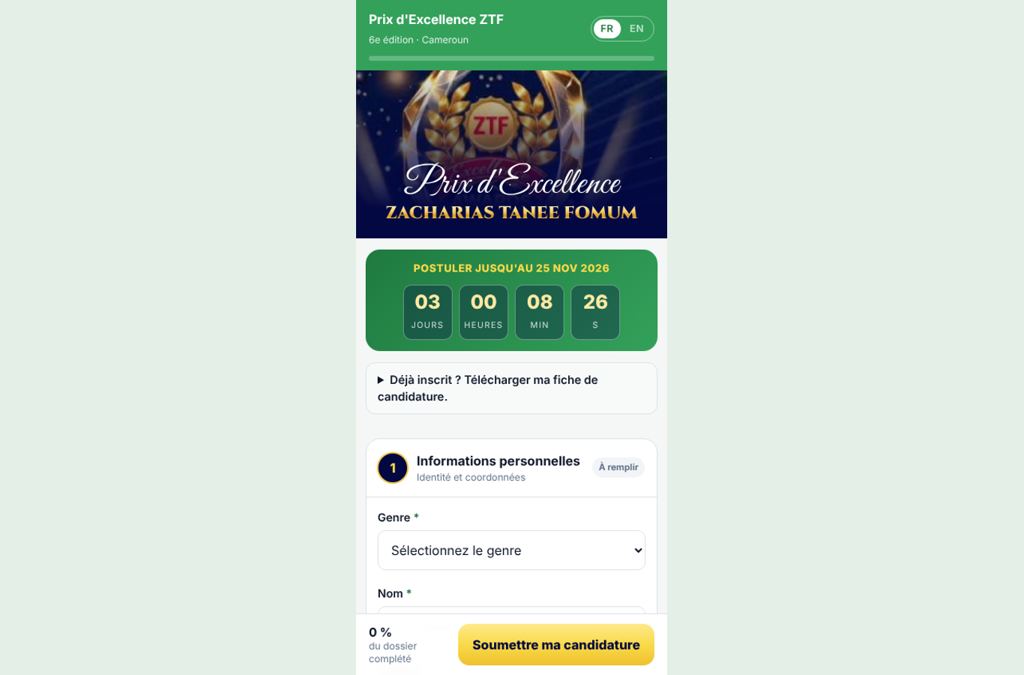 Prix d'Excellence ZTF
6e édition · Cameroun
FR EN
ZTF
Prix d'Excellence
ZACHARIAS TANEE FOMUM
POSTULER JUSQU'AU 25 NOV 2026
03 00 08 26
JOURS HEURES MIN S
▶ Déjà inscrit ? Télécharger ma fiche de
candidature.
1 Informations personnelles
Identité et coordonnées
À remplir
Genre *
Sélectionnez le genre
Nom *
0 %
du dossier
complété
Soumettre ma candidature